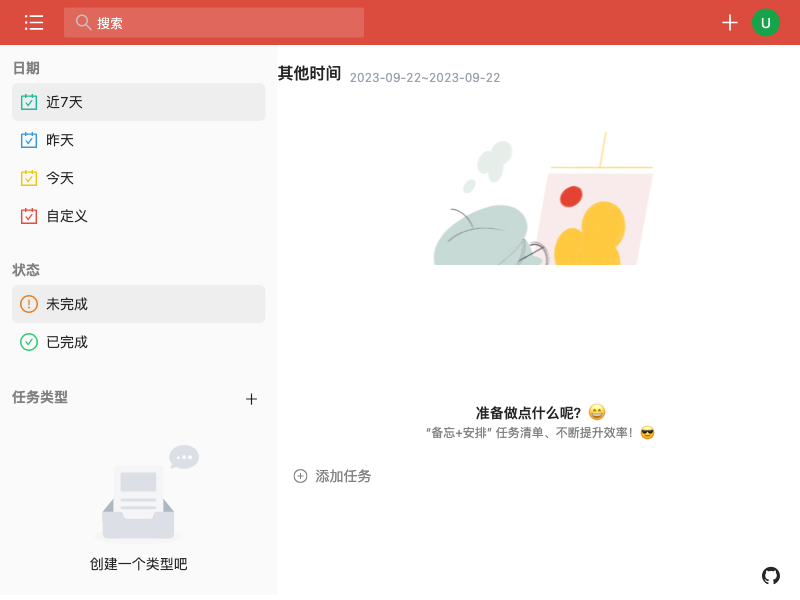 搜索
U
日期
近7天
昨天
今天
自定义
状态
未完成
已完成
任务类型
创建一个类型吧
其他时间 2023-09-22~2023-09-22
准备做点什么呢？😄
“备忘+安排” 任务清单、不断提升效率！😎
添加任务